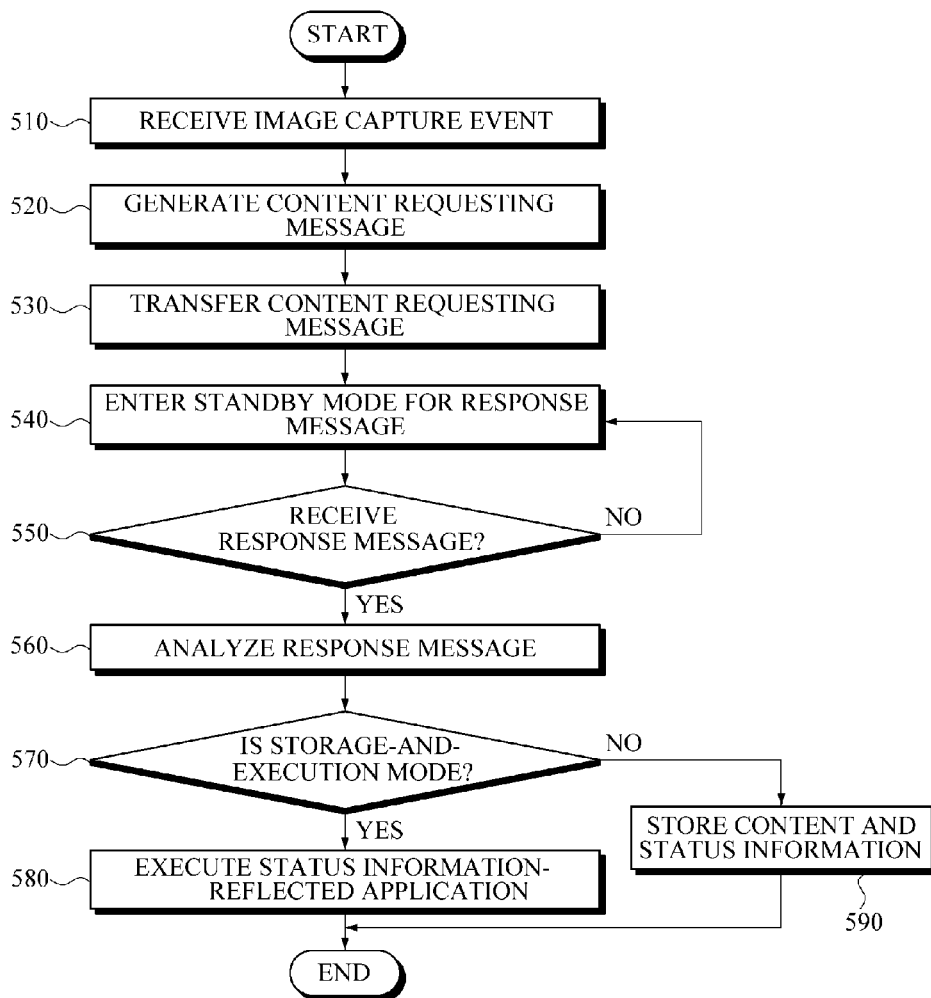 START
510
RECEIVE IMAGE CAPTURE EVENT
520
GENERATE CONTENT REQUESTING
MESSAGE
530
TRANSFER CONTENT REQUESTING
MESSAGE
540
ENTER STANDBY MODE FOR RESPONSE
MESSAGE
550
RECEIVE
RESPONSE MESSAGE?
NO
YES
560
ANALYZE RESPONSE MESSAGE
570
IS STORAGE-AND-
EXECUTION MODE?
NO
YES
STORE CONTENT AND
STATUS INFORMATION
590
580
EXECUTE STATUS INFORMATION-
REFLECTED APPLICATION
END